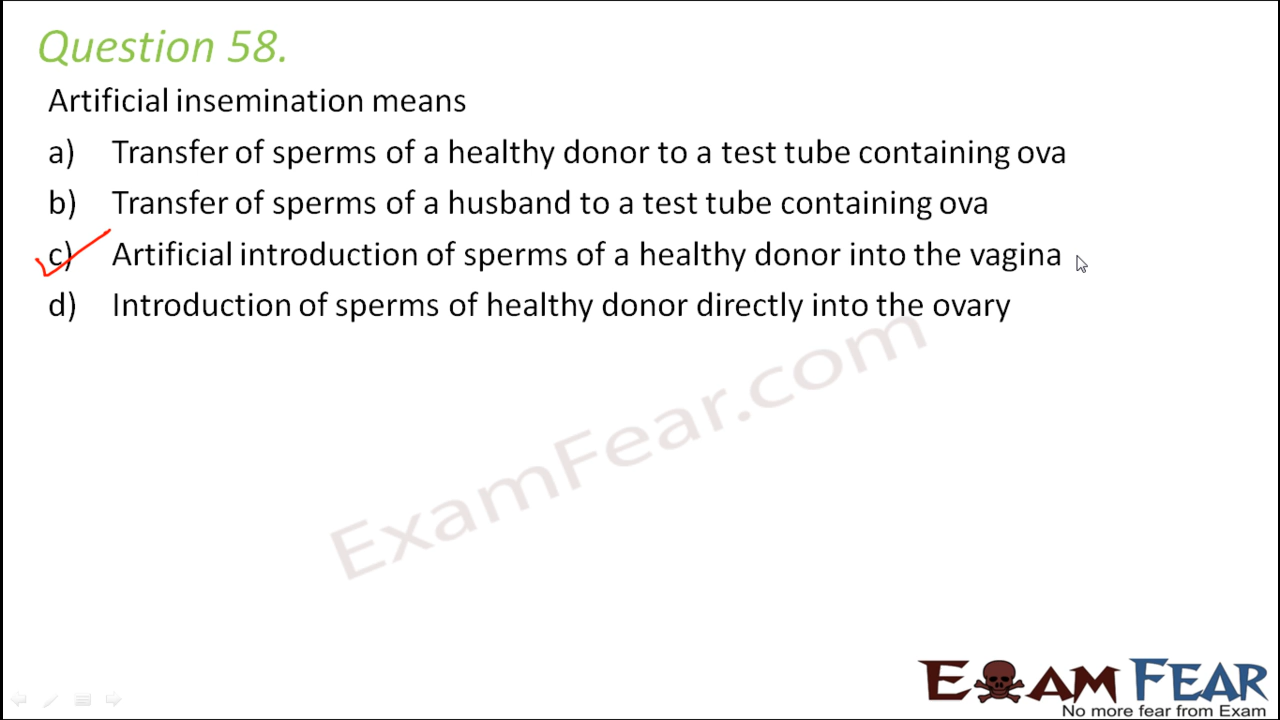 Question 58.
Artificial insemination means
a) Transfer of sperms of a healthy donor to a test tube containing ova
b) Transfer of sperms of a husband to a test tube containing ova
c) Artificial introduction of sperms of a healthy donor into the vagina
d) Introduction of sperms of healthy donor directly into the ovary
ExamFear.com
EXAM FEAR
No more fear from Exam